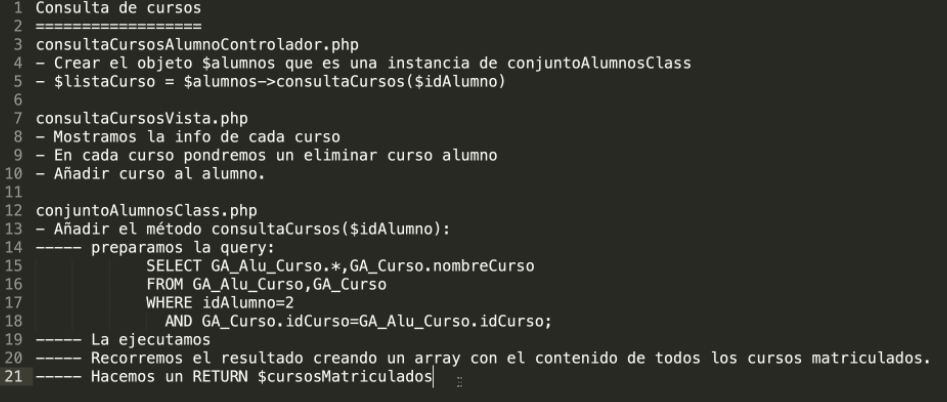 1 Consulta de cursos
2 ==================
3 consultaCursosAlumnoControlador.php
4 - Crear el objeto $alumnos que es una instancia de conjuntoAlumnosClass
5 - $listaCurso = $alumnos->consultaCursos($idAlumno)
6
7 consultaCursosVista.php
8 - Mostramos la info de cada curso
9 - En cada curso pondremos un eliminar curso alumno
10 - Añadir curso al alumno.
11
12 conjuntoAlumnosClass.php
13 - Añadir el método consultaCursos($idAlumno):
14 ----- preparamos la query:
15 SELECT GA_Alu_Curso.*,GA_Curso.nombreCurso
16 FROM GA_Alu_Curso,GA_Curso
17 WHERE idAlumno=2
18 AND GA_Curso.idCurso=GA_Alu_Curso.idCurso;
19 ----- La ejecutamos
20 ----- Recorremos el resultado creando un array con el contenido de todos los cursos matriculados.
21 ----- Hacemos un RETURN $cursosMatriculados